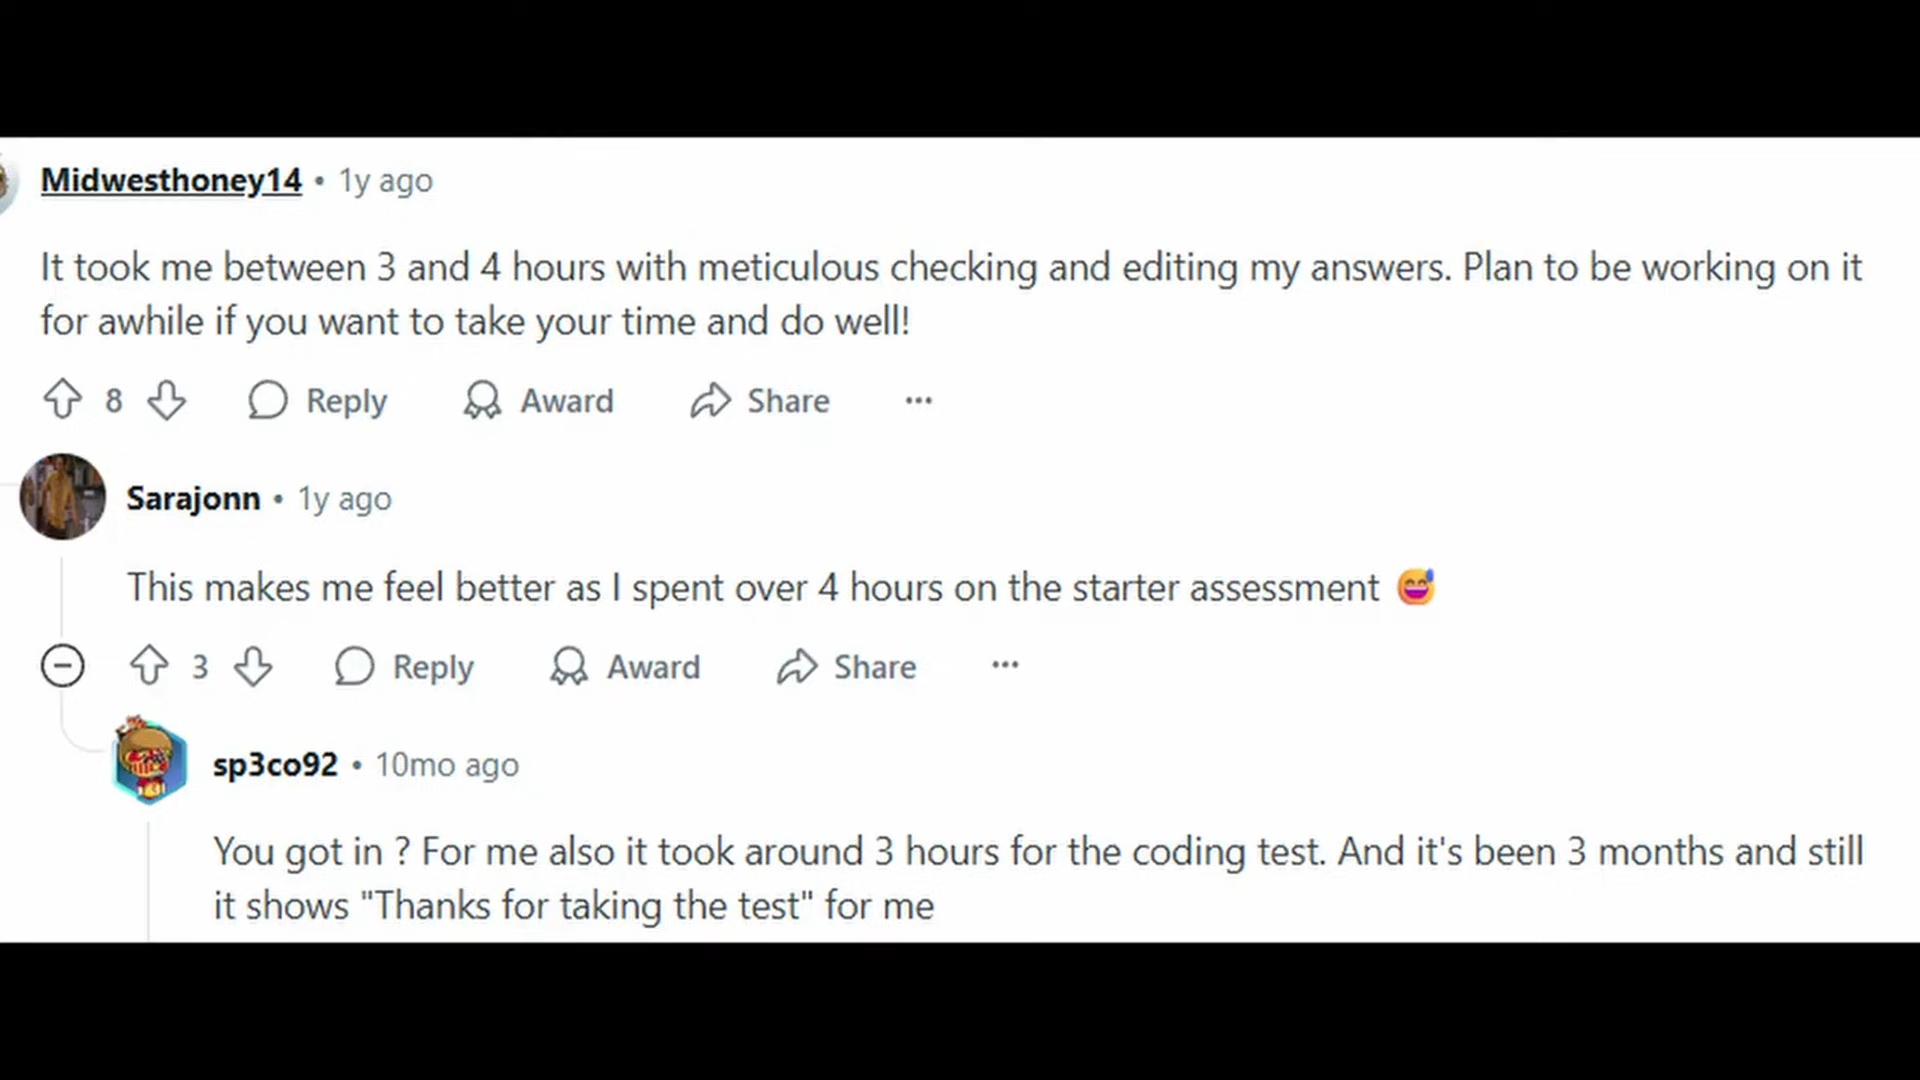 Midwesthoney14 • 1y ago
It took me between 3 and 4 hours with meticulous checking and editing my answers. Plan to be working on it
for awhile if you want to take your time and do well!
8 Reply Award Share ...
Sarajonn • 1y ago
This makes me feel better as I spent over 4 hours on the starter assessment 😅
3 Reply Award Share ...
sp3co92 • 10mo ago
You got in ? For me also it took around 3 hours for the coding test. And it's been 3 months and still
it shows "Thanks for taking the test" for me